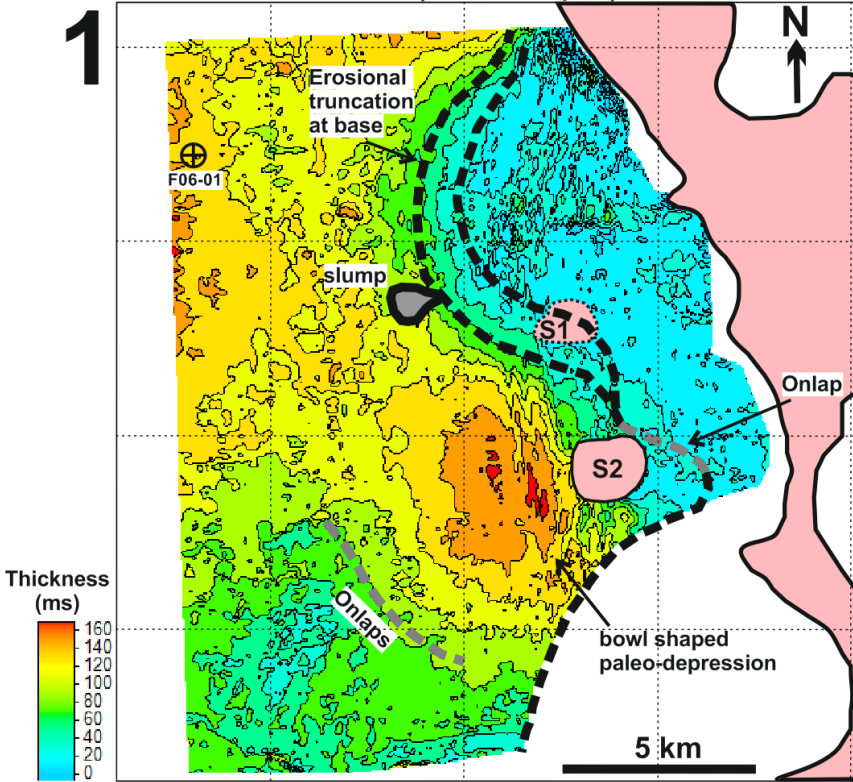 1
N
Erosional
truncation
at base
F06-01
slump
S1
Onlap
S2
Onlaps
Thickness
(ms)
160
140
120
100
80
60
40
20
0
bowl shaped
paleo-depression
5 km